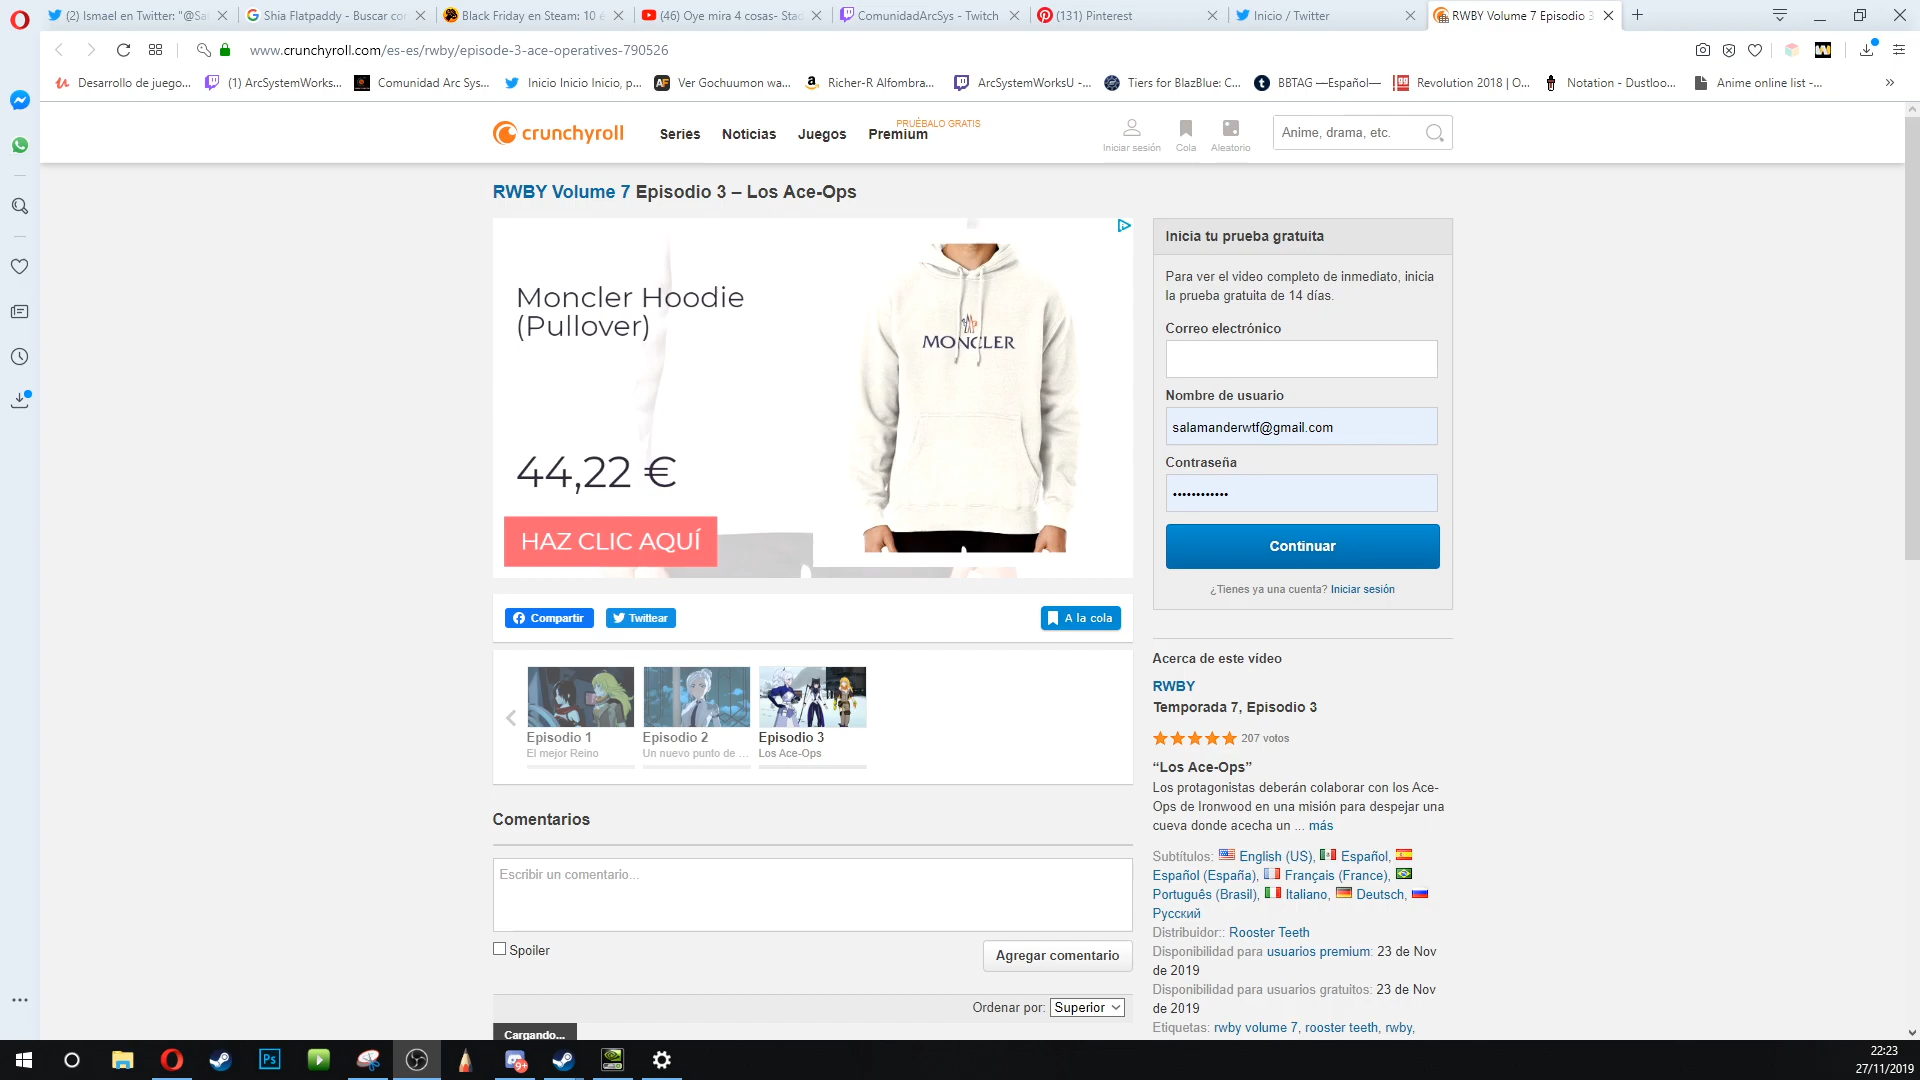 (2) Ismael en Twitter: "@Sa
Shia Flatpaddy - Buscar co
Black Friday en Steam: 10 
(46) Oye mira 4 cosas- Sta
ComunidadArcSys - Twitch
(131) Pinterest
Inicio / Twitter
RWBY Volume 7 Episodio 3
www.crunchyroll.com/es-es/rwby/episode-3-ace-operatives-790526
Desarrollo de juego...
(1) ArcSystemWorks...
Comunidad Arc Sys...
Inicio Inicio Inicio, p...
Ver Gochuumon wa...
Richer-R Alfombra...
ArcSystemWorksU -...
Tiers for BlazBlue: C...
BBTAG —Español—
Revolution 2018 | O...
Notation - Dustloo...
Anime online list -...
crunchyroll
Series
Noticias
Juegos
Premium
PRUÉBALO GRATIS
Iniciar sesión
Cola
Aleatorio
Anime, drama, etc.
RWBY Volume 7 Episodio 3 – Los Ace-Ops
Moncler Hoodie
(Pullover)
MONCLER
44,22 €
HAZ CLIC AQUÍ
Compartir
Twittear
A la cola
Episodio 1
El mejor Reino
Episodio 2
Un nuevo punto de ...
Episodio 3
Los Ace-Ops
Comentarios
Escribir un comentario...
Spoiler
Agregar comentario
Ordenar por: Superior
Cargando...
Inicia tu prueba gratuita
Para ver el video completo de inmediato, inicia
la prueba gratuita de 14 días.
Correo electrónico
Nombre de usuario
salamanderwtf@gmail.com
Contraseña
••••••••••••
Continuar
¿Tienes ya una cuenta? Iniciar sesión
Acerca de este vídeo
RWBY
Temporada 7, Episodio 3
207 votos
“Los Ace-Ops”
Los protagonistas deberán colaborar con los Ace-
Ops de Ironwood en una misión para despejar una
cueva donde acecha un ... más
Subtítulos: English (US), Español,
Español (España), Français (France),
Português (Brasil), Italiano, Deutsch,
Русский
Distribuidor:: Rooster Teeth
Disponibilidad para usuarios premium: 23 de Nov
de 2019
Disponibilidad para usuarios gratuitos: 23 de Nov
de 2019
Etiquetas: rwby volume 7, rooster teeth, rwby,
Ps
9+
22:23
27/11/2019